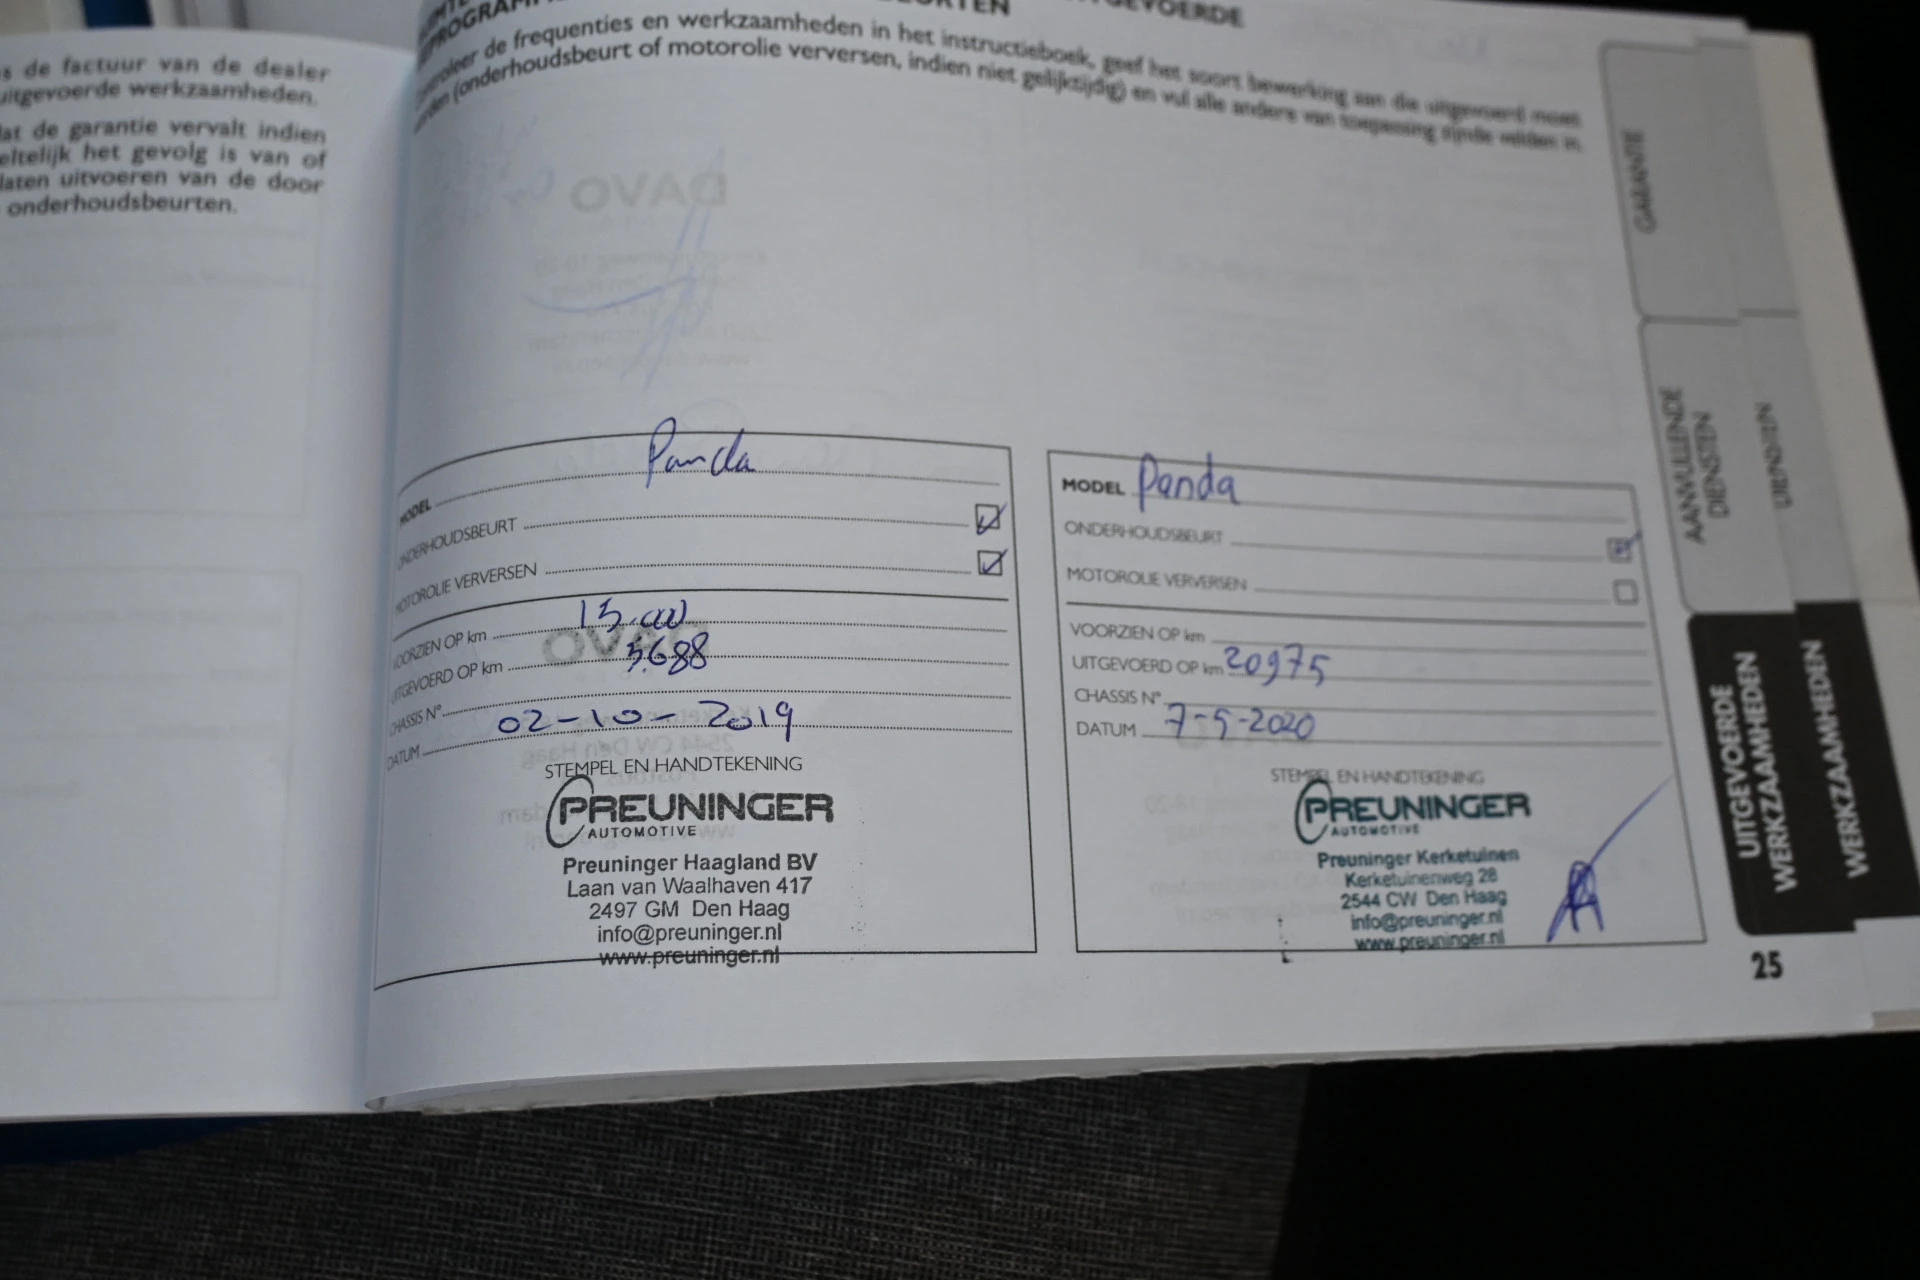 s de factuur van de dealer
uitgevoerde werkzaamheden.
dat de garantie vervalt indien
eltelijk het gevolg is van of
laten uitvoeren van de door
onderhoudsbeurten.
UITGEVOERDE
de frequenties en werkzaamheden in het instructieboek, geef het soort bewerking aan die uitgevoerd moet
(onderhoudsbeurt of motorolie verversen, indien niet gelijktijdig) en vul alle andere van toepassing zijnde velden in.
MODEL Panda
ONDERHOUDSBEURT
MOTOROLIE VERVERSEN
VOORZIEN OP km 15.000
UITGEVOERD OP km 5688
CHASSIS N°
DATUM 02-10-2019
STEMPEL EN HANDTEKENING
PREUNINGER
AUTOMOTIVE
Preuninger Haagland BV
Laan van Waalhaven 417
2497 GM Den Haag
info@preuninger.nl
www.preuninger.nl
MODEL Panda
ONDERHOUDSBEURT
MOTOROLIE VERVERSEN
VOORZIEN OP km
UITGEVOERD OP km 20975
CHASSIS N°
DATUM 7-5-2020
STEMPEL EN HANDTEKENING
PREUNINGER
AUTOMOTIVE
Preuninger Kerketuinen
Kerketuinenweg 28
2544 CW Den Haag
info@preuninger.nl
www.preuninger.nl
GARANTIE
AANVULLENDE
DIENSTEN
DIENSTEN
UITGEVOERDE
WERKZAAMHEDEN
WERKZAAMHEDEN
25